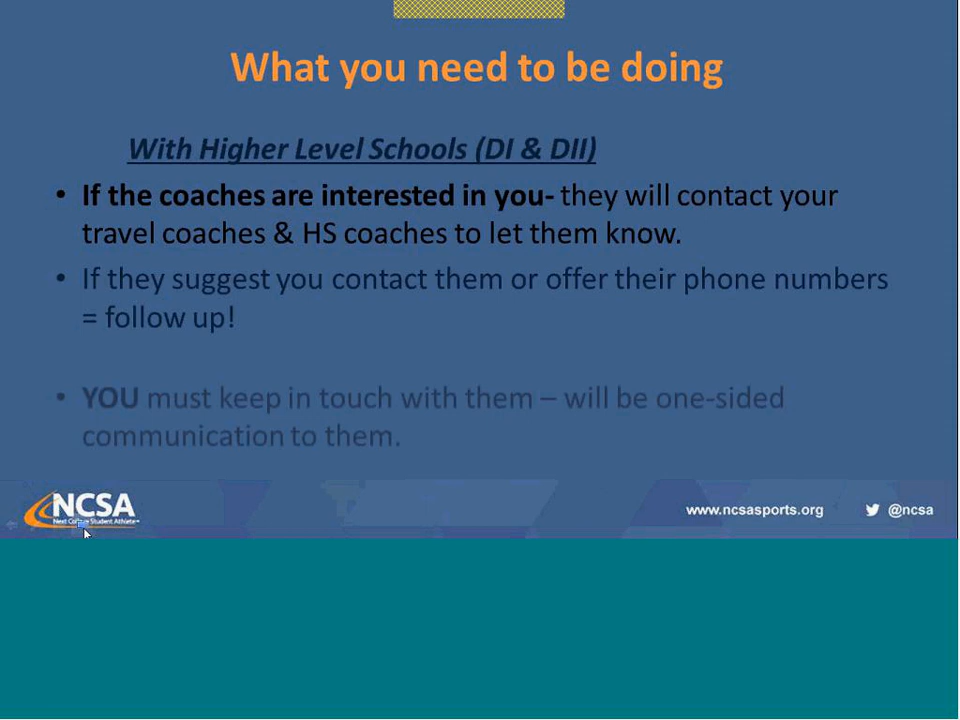 What you need to be doing
With Higher Level Schools (DI & DII)
• If the coaches are interested in you- they will contact your
travel coaches & HS coaches to let them know.
• If they suggest you contact them or offer their phone numbers
= follow up!
• YOU must keep in touch with them – will be one-sided
communication to them.
NCSA
Next College Student Athlete
www.ncsasports.org
@ncsa